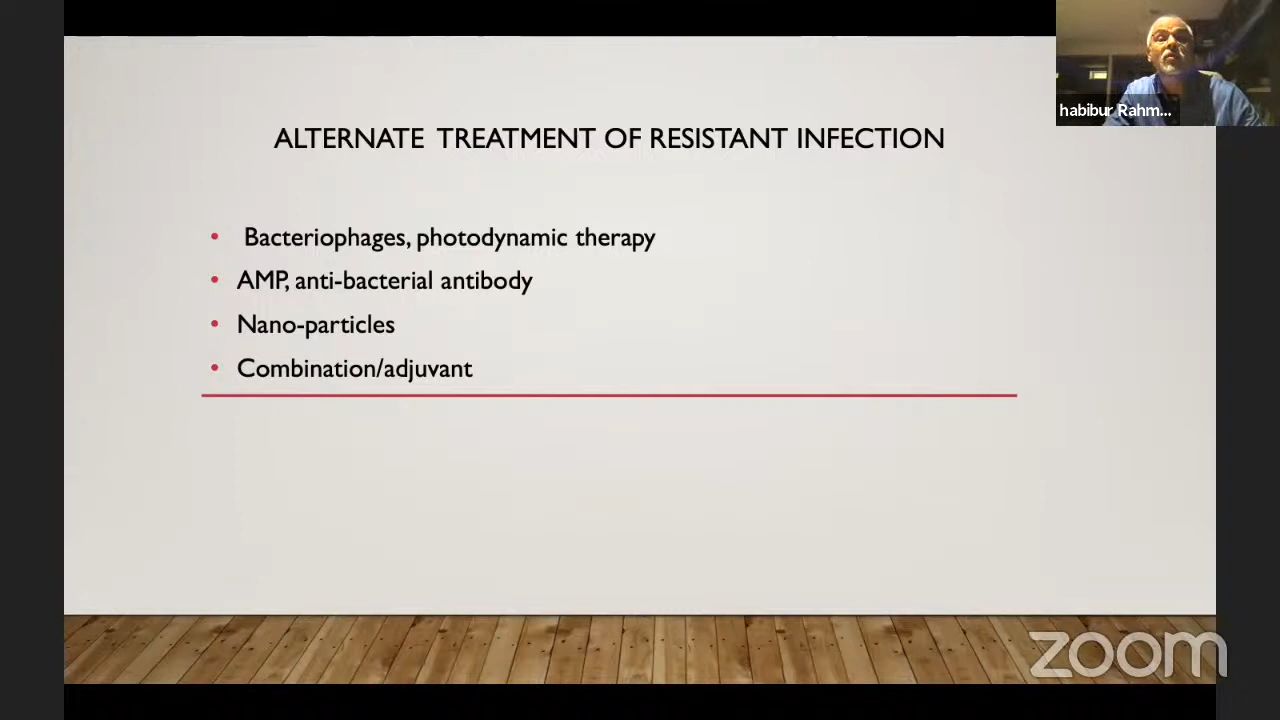 habibur Rahm...
ALTERNATE TREATMENT OF RESISTANT INFECTION
• Bacteriophages, photodynamic therapy
• AMP, anti-bacterial antibody
• Nano-particles
• Combination/adjuvant
zoom